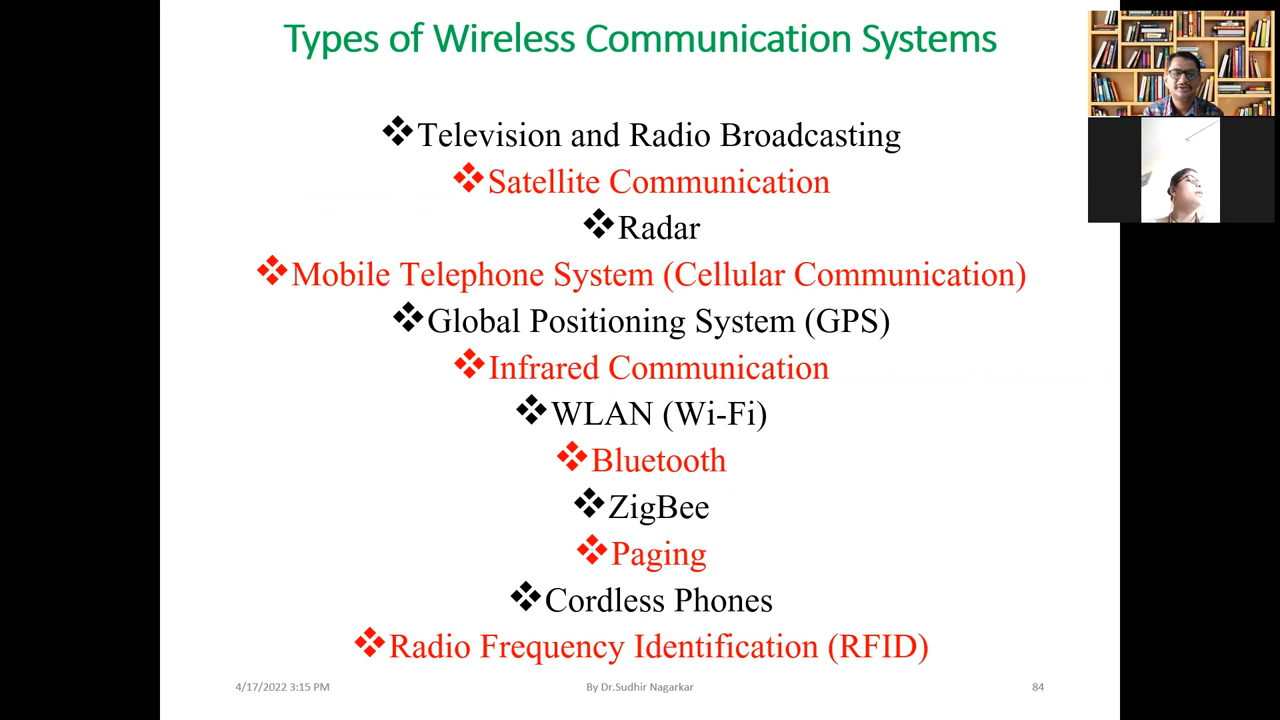 Types of Wireless Communication Systems
❖Television and Radio Broadcasting
❖Satellite Communication
❖Radar
❖Mobile Telephone System (Cellular Communication)
❖Global Positioning System (GPS)
❖Infrared Communication
❖WLAN (Wi-Fi)
❖Bluetooth
❖ZigBee
❖Paging
❖Cordless Phones
❖Radio Frequency Identification (RFID)
4/17/2022 3:15 PM By Dr.Sudhir Nagarkar 84